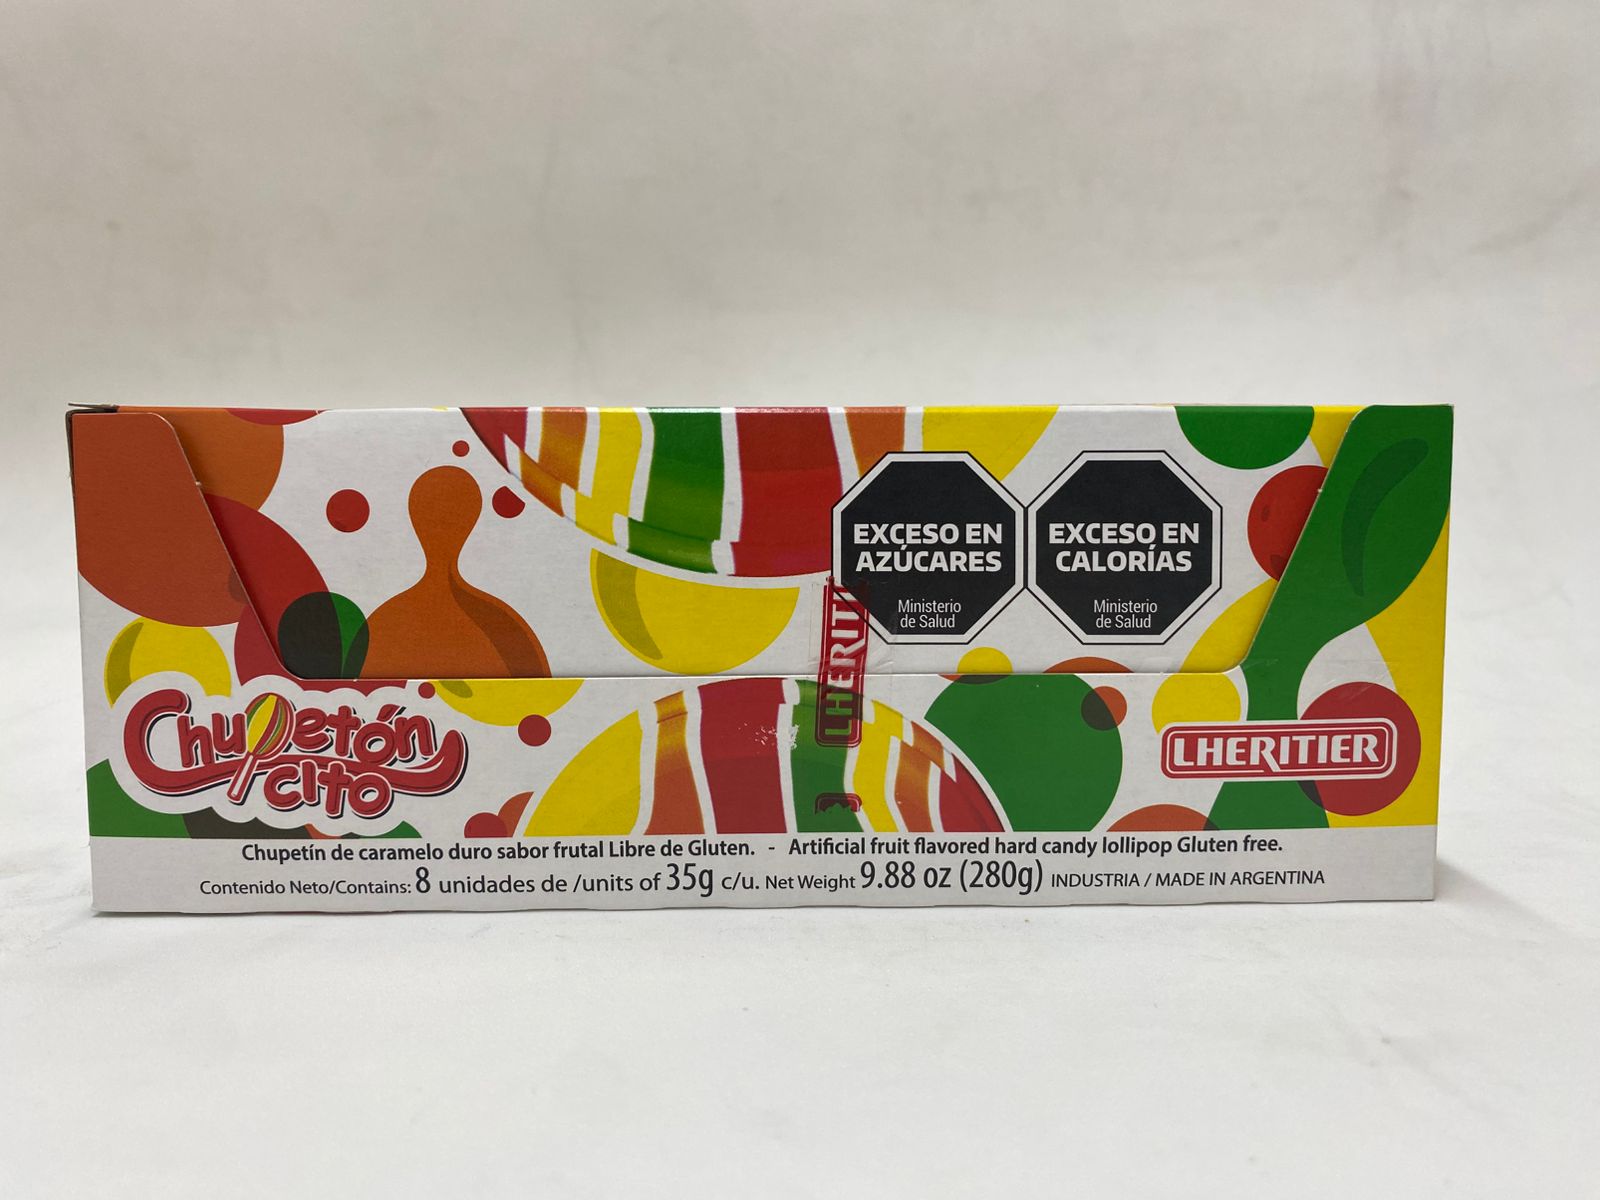 EXCESO EN
AZÚCARES
Ministerio
de Salud
EXCESO EN
CALORÍAS
Ministerio
de Salud
LHERITI
Chupetón
cito
LHERITIER
Chupetín de caramelo duro sabor frutal Libre de Gluten. - Artificial fruit flavored hard candy lollipop Gluten free.
Contenido Neto/Contains: 8 unidades de /units of 35g c/u. Net Weight 9.88 oz (280g) INDUSTRIA / MADE IN ARGENTINA